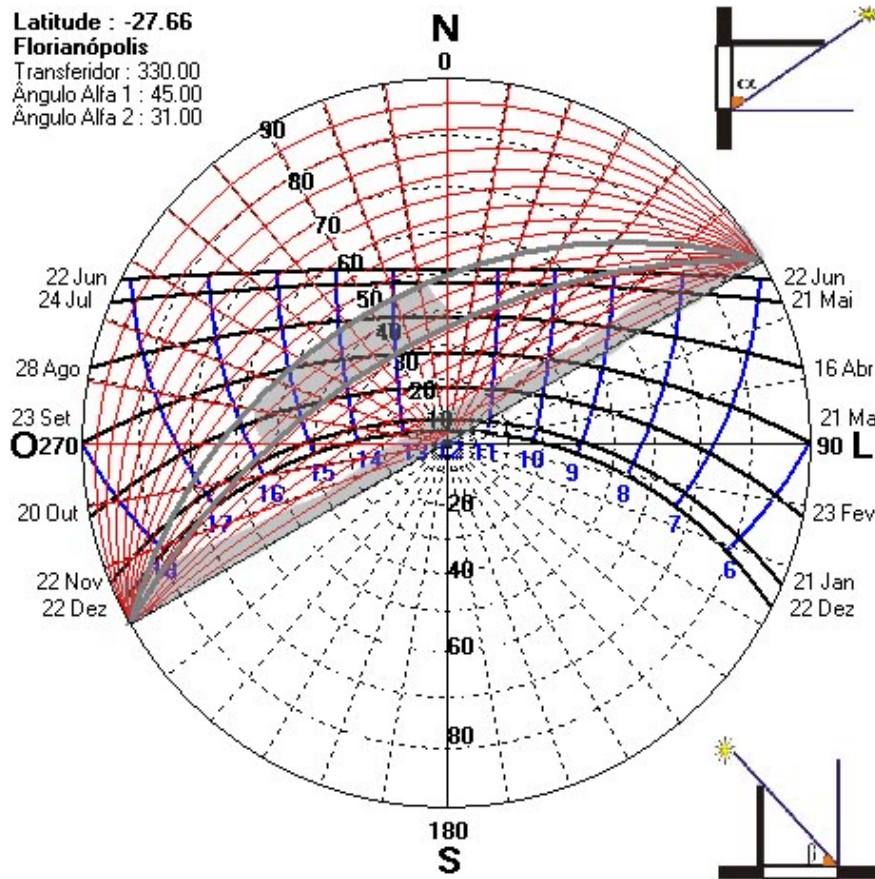 Latitude : -27.66
Florianópolis
Transferidor : 330.00
Ângulo Alfa 1 : 45.00
Ângulo Alfa 2 : 31.00
N
0
α
90
80
70
60
50
40
30
20
10
22 Jun
24 Jul
28 Ago
23 Set
O 270
20 Out
22 Nov
22 Dez
22 Jun
21 Mai
16 Abr
21 Ma
90 L
23 Fev
21 Jan
22 Dez
18
17
16
15
14
13
12
11
10
9
8
7
6
20
40
60
80
180
S
β